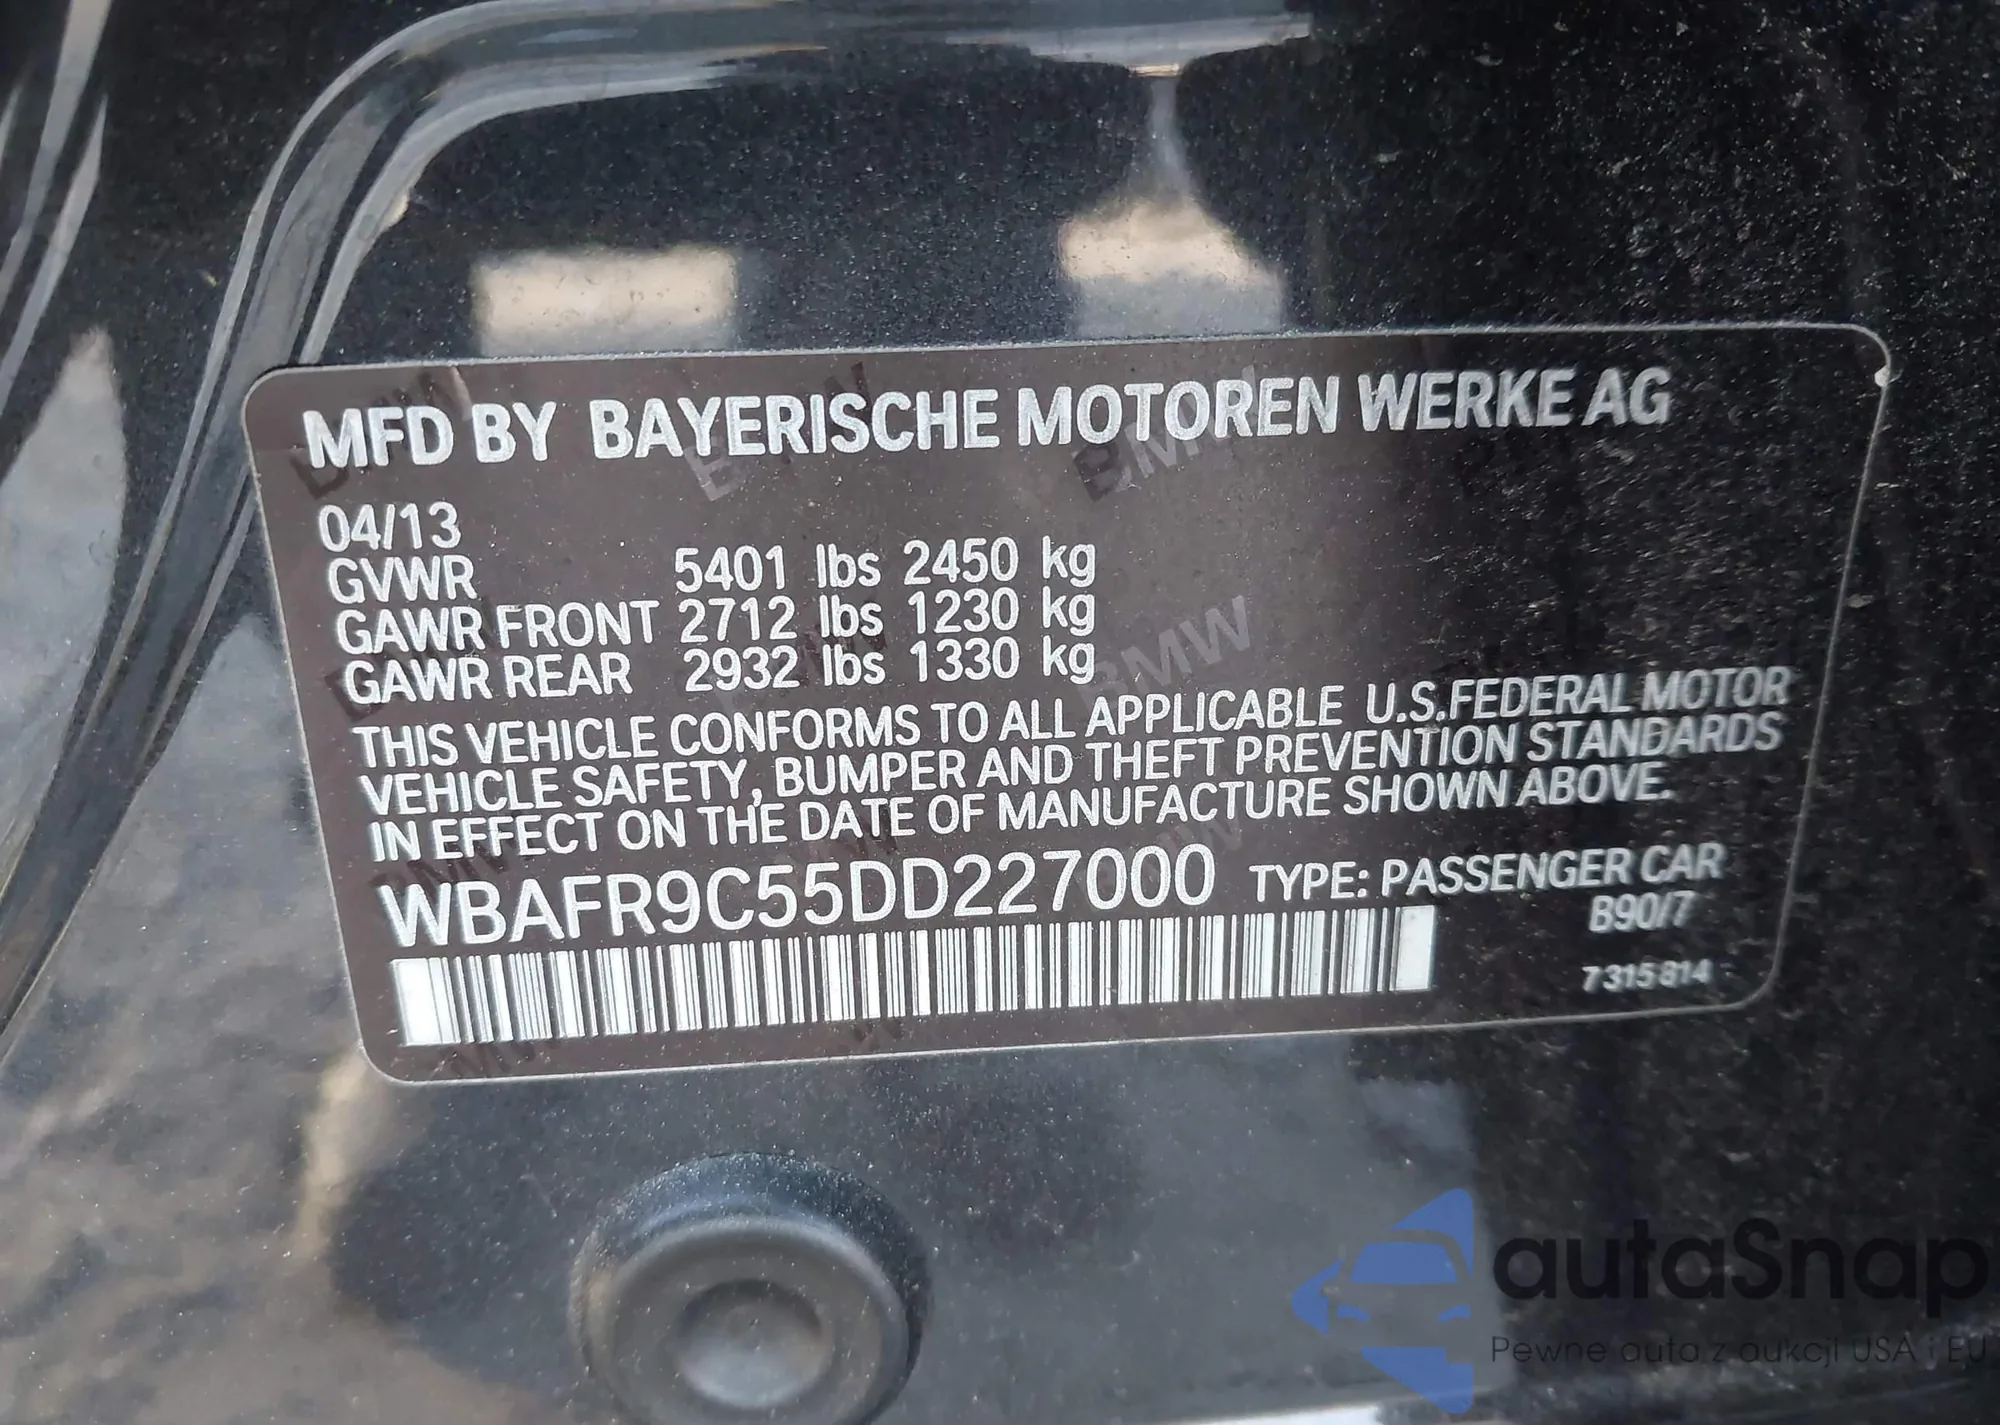 MFD BY BAYERISCHE MOTOREN WERKE AG
04/13
GVWR 5401 lbs 2450 kg
GAWR FRONT 2712 lbs 1230 kg
GAWR REAR 2932 lbs 1330 kg
THIS VEHICLE CONFORMS TO ALL APPLICABLE U.S.FEDERAL MOTOR
VEHICLE SAFETY, BUMPER AND THEFT PREVENTION STANDARDS
IN EFFECT ON THE DATE OF MANUFACTURE SHOWN ABOVE.
WBAFR9C55DD227000 TYPE: PASSENGER CAR
B90/7
7 315 814
autaSnap
Pewne auta z aukcji USA i EU